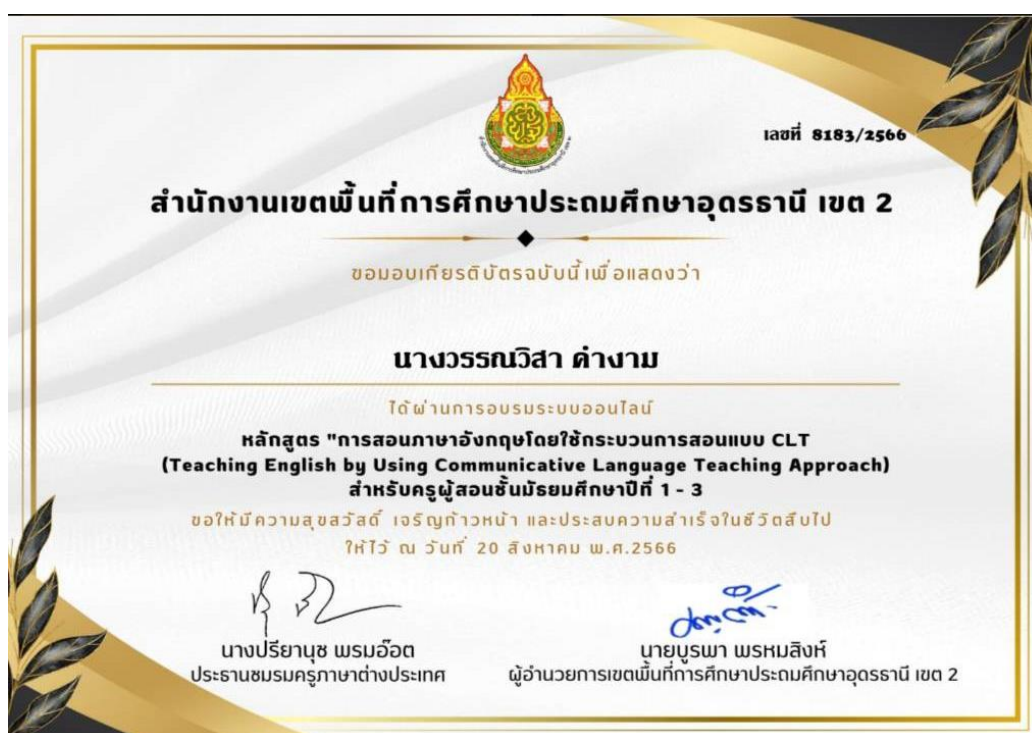 เลขที่ 8183/2566
สำนักงานเขตพื้นที่การศึกษาประถมศึกษาอุดรธานี เขต 2
ขอมอบเกียรติบัตรฉบับนี้เพื่อแสดงว่า
นางวรรณวิสา คำงาม
ได้ผ่านการอบรมระบบออนไลน์
หลักสูตร "การสอนภาษาอังกฤษโดยใช้กระบวนการสอนแบบ CLT
(Teaching English by Using Communicative Language Teaching Approach)
สำหรับครูผู้สอนชั้นมัธยมศึกษาปีที่ 1 - 3
ขอให้มีความสุขสวัสดิ์ เจริญก้าวหน้า และประสบความสำเร็จในชีวิตสืบไป
ให้ไว้ ณ วันที่ 20 สิงหาคม พ.ศ.2566
นางปรียานุช พรมอ๊อต
ประธานชมรมครูภาษาต่างประเทศ
นายบูรพา พรหมสิงห์
ผู้อำนวยการเขตพื้นที่การศึกษาประถมศึกษาอุดรธานี เขต 2